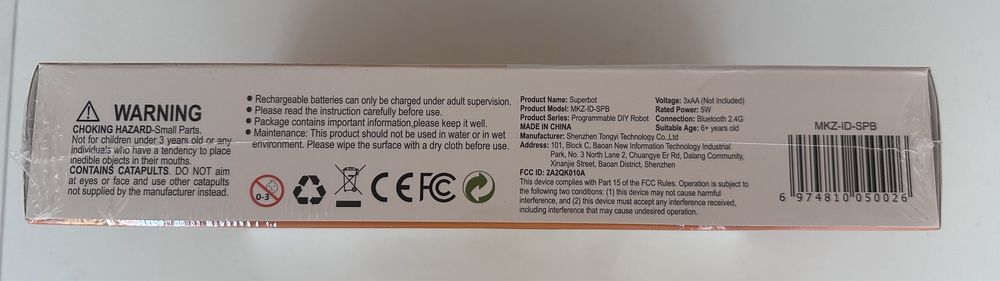 WARNING
CHOKING HAZARD-Small Parts.
Not for children under 3 years old or any
individuals who have a tendency to place
inedible objects in their mouths.
CONTAINS CATAPULTS. DO NOT aim
at eyes or face and use other catapults
not supplied by the manufacturer instead.
● Rechargeable batteries can only be charged under adult supervision.
● Please read the instruction carefully before use.
● Package contains important information,please keep it well.
● Maintenance: This product should not be used in water or in wet
environment. Please wipe the surface with a dry cloth before use.
0-3
CE FC
Product Name: Superbot
Product Model: MKZ-ID-SPB
Product Series: Programmable DIY Robot
MADE IN CHINA
Manufacturer: Shenzhen Tongyi Technology Co.,Ltd
Address: 101, Block C, Baoan New Information Technology Industrial
Park, No. 3 North Lane 2, Chuangye Er Rd, Dalang Community,
Xinanjie Street, Baoan District, Shenzhen
FCC ID: 2A2QK010A
This device complies with Part 15 of the FCC Rules. Operation is subject to
the following two conditions: (1) this device may not cause harmful
interference, and (2) this device must accept any interference received,
including interference that may cause undesired operation.
Voltage: 3xAA (Not included)
Rated Power: 5W
Connection: Bluetooth 2.4G
Suitable Age: 6+ years old
MKZ-ID-SPB
6 974810 050026